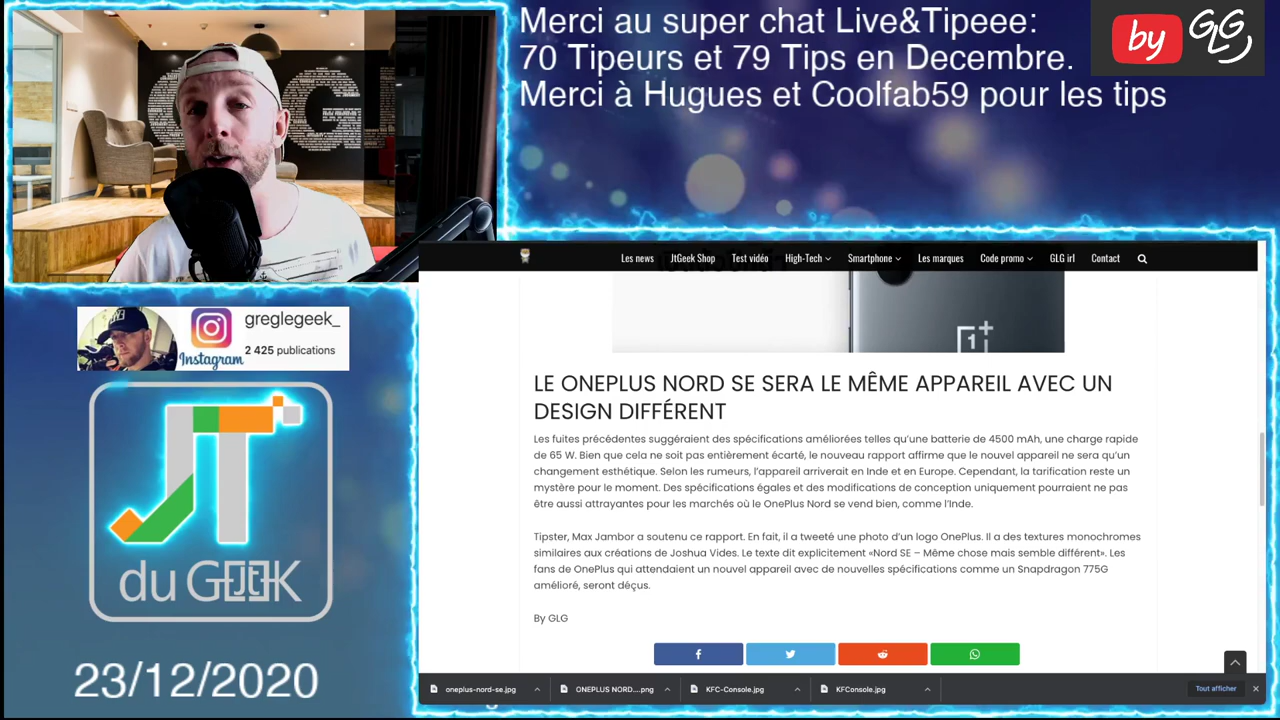 Merci au super chat Live&Tipeee:
70 Tipeurs et 79 Tips en Decembre.
Merci à Hugues et Coolfab59 pour les tips
by GLG
greglegeek_
Instagram
2 425 publications
JT
du GEEK
23/12/2020
Les news JtGeek Shop Test vidéo High-Tech Smartphone Les marques Code promo GLG irl Contact
LE ONEPLUS NORD SE SERA LE MÊME APPAREIL AVEC UN
DESIGN DIFFÉRENT
Les fuites précédentes suggéraient des spécifications améliorées telles qu'une batterie de 4500 mAh, une charge rapide
de 65 W. Bien que cela ne soit pas entièrement écarté, le nouveau rapport affirme que le nouvel appareil ne sera qu'un
changement esthétique. Selon les rumeurs, l'appareil arriverait en Inde et en Europe. Cependant, la tarification reste un
mystère pour le moment. Des spécifications égales et des modifications de conception uniquement pourraient ne pas
être aussi attrayantes pour les marchés où le OnePlus Nord se vend bien, comme l'Inde.
Tipster, Max Jambor a soutenu ce rapport. En fait, il a tweeté une photo d'un logo OnePlus. Il a des textures monochromes
similaires aux créations de Joshua Vides. Le texte dit explicitement «Nord SE – Même chose mais semble différent». Les
fans de OnePlus qui attendaient un nouvel appareil avec de nouvelles spécifications comme un Snapdragon 775G
amélioré, seront déçus.
By GLG
oneplus-nord-se.jpg ONEPLUS NORD....png KFC-Console.jpg KFConsole.jpg Tout afficher